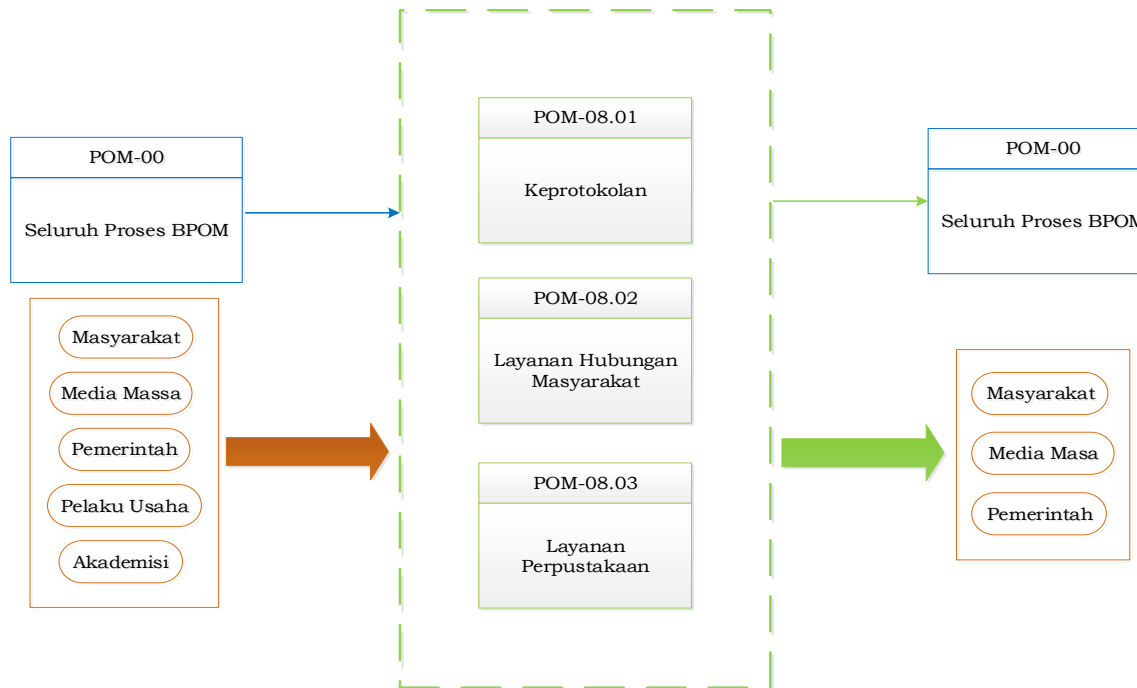 POM-00
Seluruh Proses BPOM
Masyarakat
Media Massa
Pemerintah
Pelaku Usaha
Akademisi
POM-08.01
Keprotokolan
POM-08.02
Layanan Hubungan
Masyarakat
POM-08.03
Layanan
Perpustakaan
POM-00
Seluruh Proses BPOM
Masyarakat
Media Masa
Pemerintah